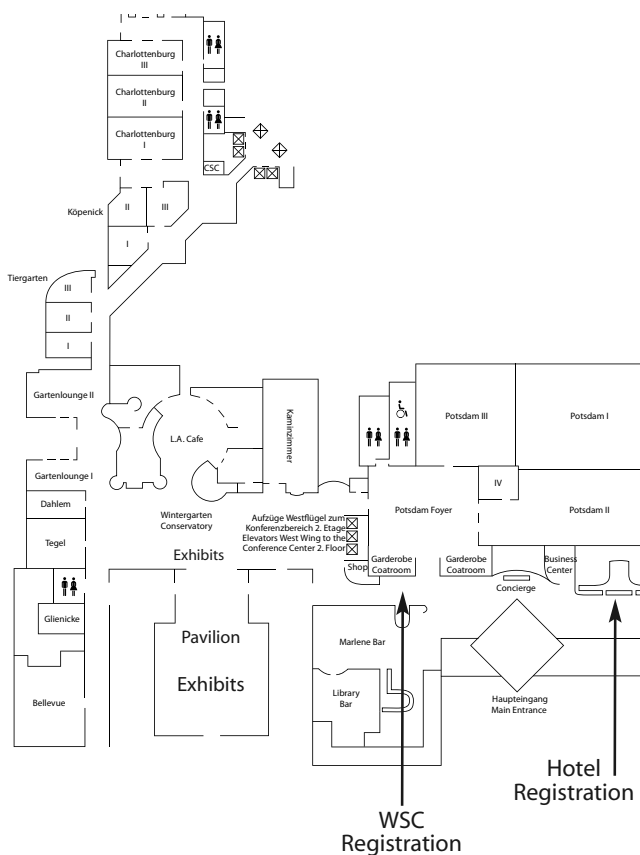 Charlottenburg
III
Charlottenburg
II
Charlottenburg
I
CSC
Köpenick
II
III
I
Tiergarten
III
II
I
Gartenlounge II
L.A. Cafe
Kaminzimmer
Potsdam III
Potsdam I
Gartenlounge I
IV
Dahlem
Wintergarten
Conservatory
Aufzüge Westflügel zum
Konferenzbereich 2. Etage
Elevators West Wing to the
Conference Center 2. Floor
Potsdam Foyer
Potsdam II
Tegel
Exhibits
Shop
Garderobe
Coatroom
Garderobe
Coatroom
Business
Center
Concierge
Glienicke
Pavilion
Exhibits
Marlene Bar
Bellevue
Library
Bar
Haupteingang
Main Entrance
WSC
Registration
Hotel
Registration